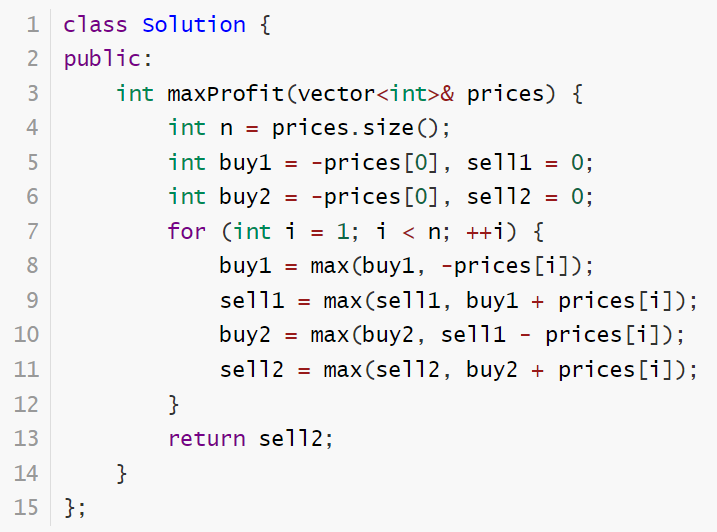 1 class Solution {
2 public:
3     int maxProfit(vector<int>& prices) {
4         int n = prices.size();
5         int buy1 = -prices[0], sell1 = 0;
6         int buy2 = -prices[0], sell2 = 0;
7         for (int i = 1; i < n; ++i) {
8             buy1 = max(buy1, -prices[i]);
9             sell1 = max(sell1, buy1 + prices[i]);
10             buy2 = max(buy2, sell1 - prices[i]);
11             sell2 = max(sell2, buy2 + prices[i]);
12         }
13         return sell2;
14     }
15 };